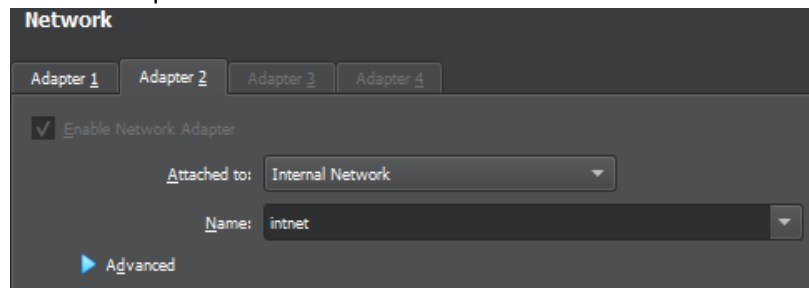 Network
Adapter 1 Adapter 2 Adapter 3 Adapter 4
Enable Network Adapter
Attached to: Internal Network
Name: intnet
Advanced